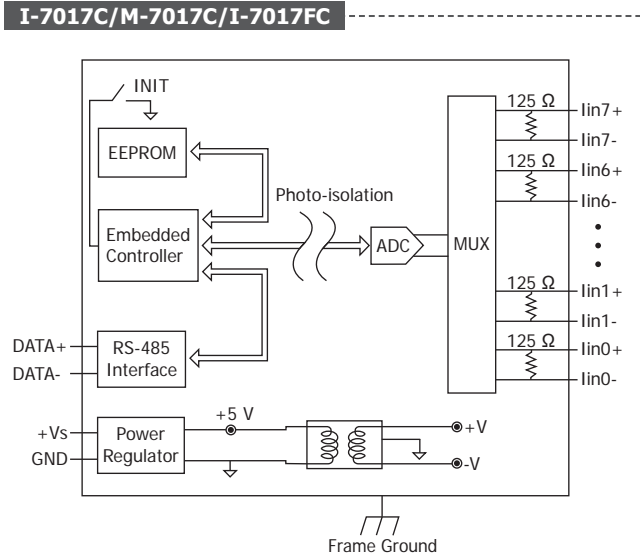 I-7017C/M-7017C/I-7017FC
INIT
EEPROM
Photo-isolation
Embedded
Controller
ADC
MUX
125 Ω
Iin7+
Iin7-
125 Ω
Iin6+
Iin6-
125 Ω
Iin1+
Iin1-
125 Ω
Iin0+
Iin0-
DATA+
DATA-
RS-485
Interface
+Vs
GND
Power
Regulator
+5 V
+V
-V
Frame Ground